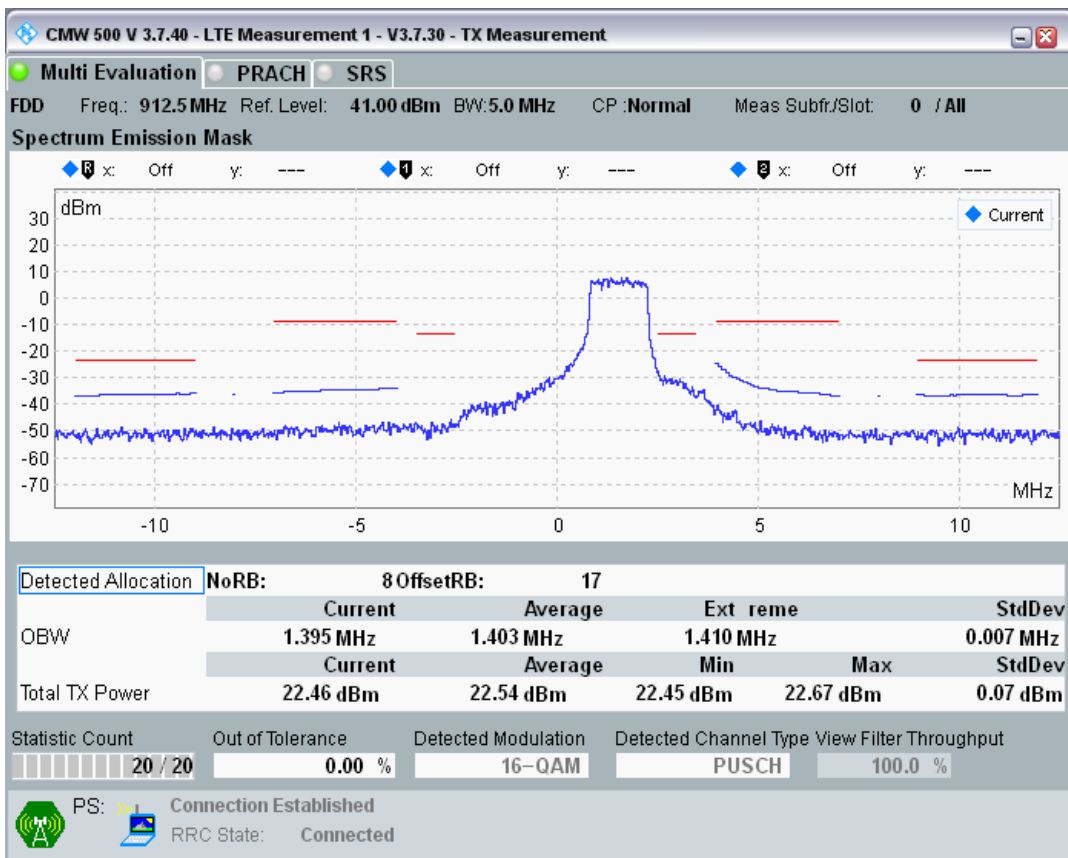 CMW 500 V 3.7.40 - LTE Measurement 1 - V3.7.30 - TX Measurement
Multi Evaluation PRACH SRS
FDD Freq.: 912.5 MHz Ref. Level: 41.00 dBm BW:5.0 MHz CP :Normal Meas Subfr./Slot: 0 / All
Spectrum Emission Mask
R x: Off y: --- 1 x: Off y: --- 2 x: Off y: ---
dBm
Current
30
20
10
0
-10
-20
-30
-40
-50
-60
-70
MHz
-10 -5 0 5 10
Detected Allocation NoRB: 8 OffsetRB: 17
Current Average Ext reme StdDev
OBW 1.395 MHz 1.403 MHz 1.410 MHz 0.007 MHz
Current Average Min Max StdDev
Total TX Power 22.46 dBm 22.54 dBm 22.45 dBm 22.67 dBm 0.07 dBm
Statistic Count Out of Tolerance Detected Modulation Detected Channel Type View Filter Throughput
20 / 20 0.00 % 16-QAM PUSCH 100.0 %
PS: Connection Established
RRC State: Connected